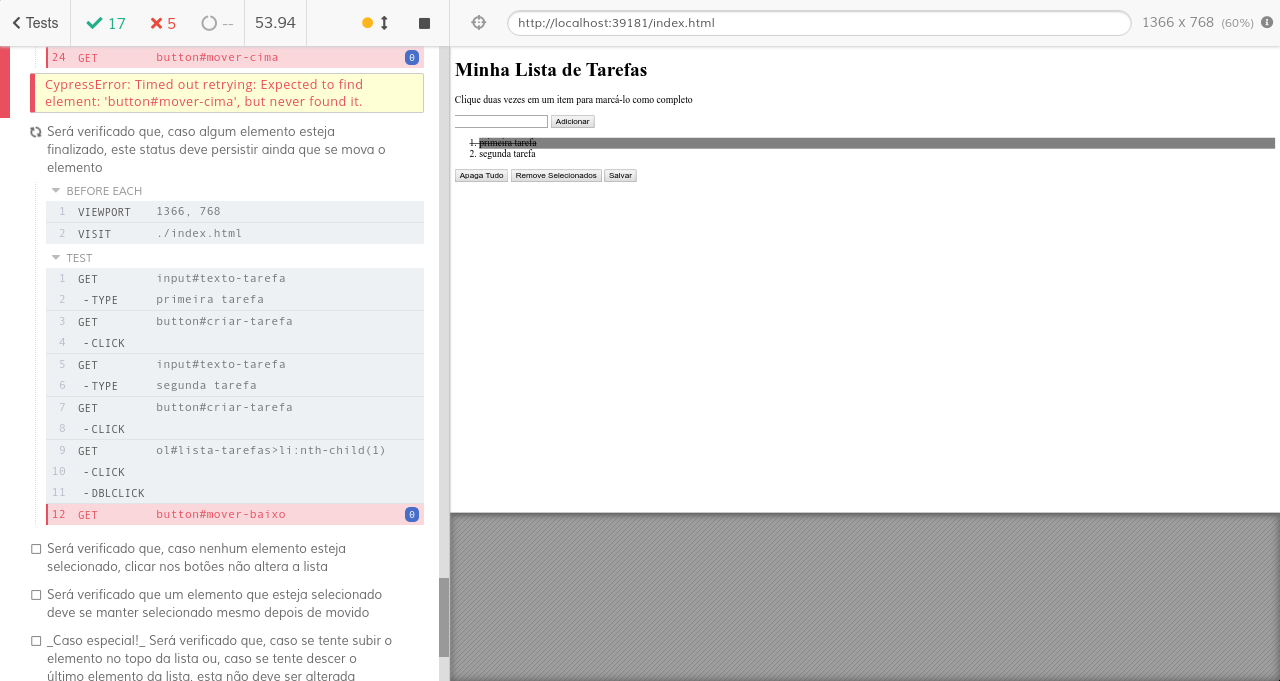 Tests 17 5 -- 53.94 http://localhost:39181/index.html 1366 x 768 (60%)
24 GET button#mover-cima 0
CypressError: Timed out retrying: Expected to find
element: 'button#mover-cima', but never found it.
Será verificado que, caso algum elemento esteja
finalizado, este status deve persistir ainda que se mova o
elemento
BEFORE EACH
1 VIEWPORT 1366, 768
2 VISIT ./index.html
TEST
1 GET input#texto-tarefa
2 -TYPE primeira tarefa
3 GET button#criar-tarefa
4 -CLICK
5 GET input#texto-tarefa
6 -TYPE segunda tarefa
7 GET button#criar-tarefa
8 -CLICK
9 GET ol#lista-tarefas>li:nth-child(1)
10 -CLICK
11 -DBLCLICK
12 GET button#mover-baixo 0
Será verificado que, caso nenhum elemento esteja
selecionado, clicar nos botões não altera a lista
Será verificado que um elemento que esteja selecionado
deve se manter selecionado mesmo depois de movido
_Caso especial!_ Será verificado que, caso se tente subir o
elemento no topo da lista ou, caso se tente descer o
último elemento da lista, esta não deve ser alterada
Minha Lista de Tarefas
Clique duas vezes em um item para marcá-lo como completo
Adicionar
1. primeira tarefa
2. segunda tarefa
Apaga Tudo Remove Selecionados Salvar